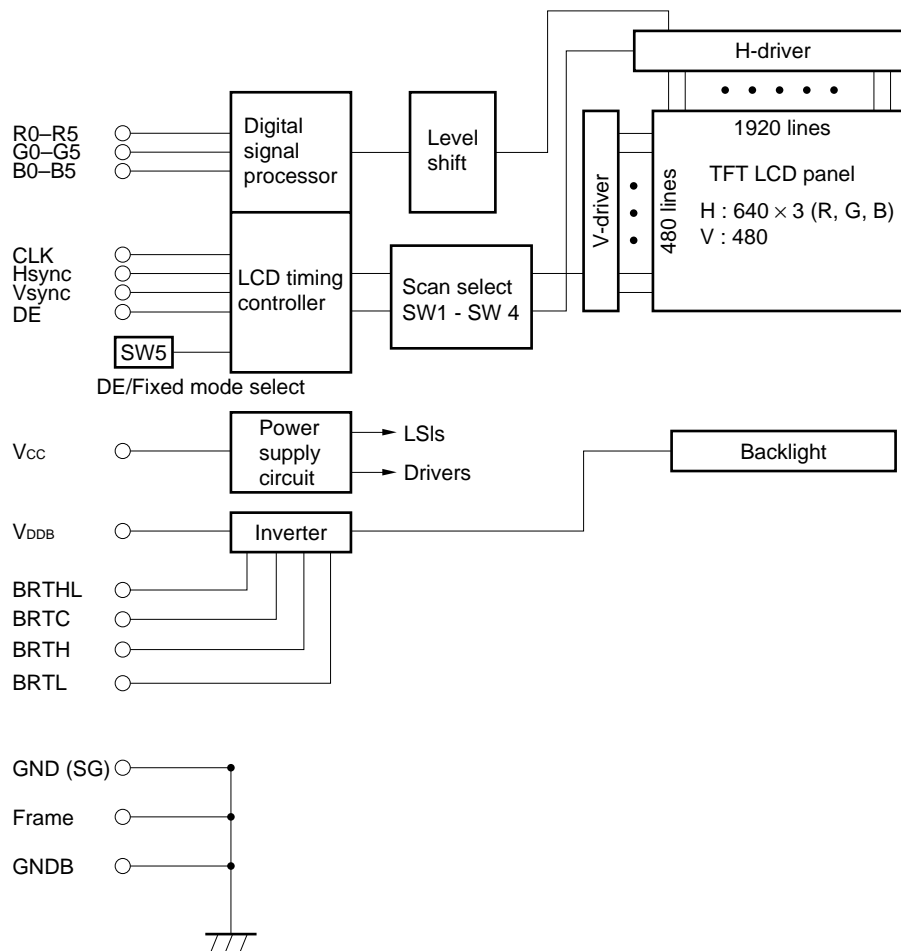 H-driver
R0–R5
G0–G5
B0–B5
Digital
signal
processor
Level
shift
V-driver
480 lines
1920 lines
TFT LCD panel
H : 640 × 3 (R, G, B)
V : 480
CLK
Hsync
Vsync
DE
LCD timing
controller
Scan select
SW1 - SW 4
SW5
DE/Fixed mode select
VCC
Power
supply
circuit
LSIs
Drivers
Backlight
VDDB
Inverter
BRTHL
BRTC
BRTH
BRTL
GND (SG)
Frame
GNDB